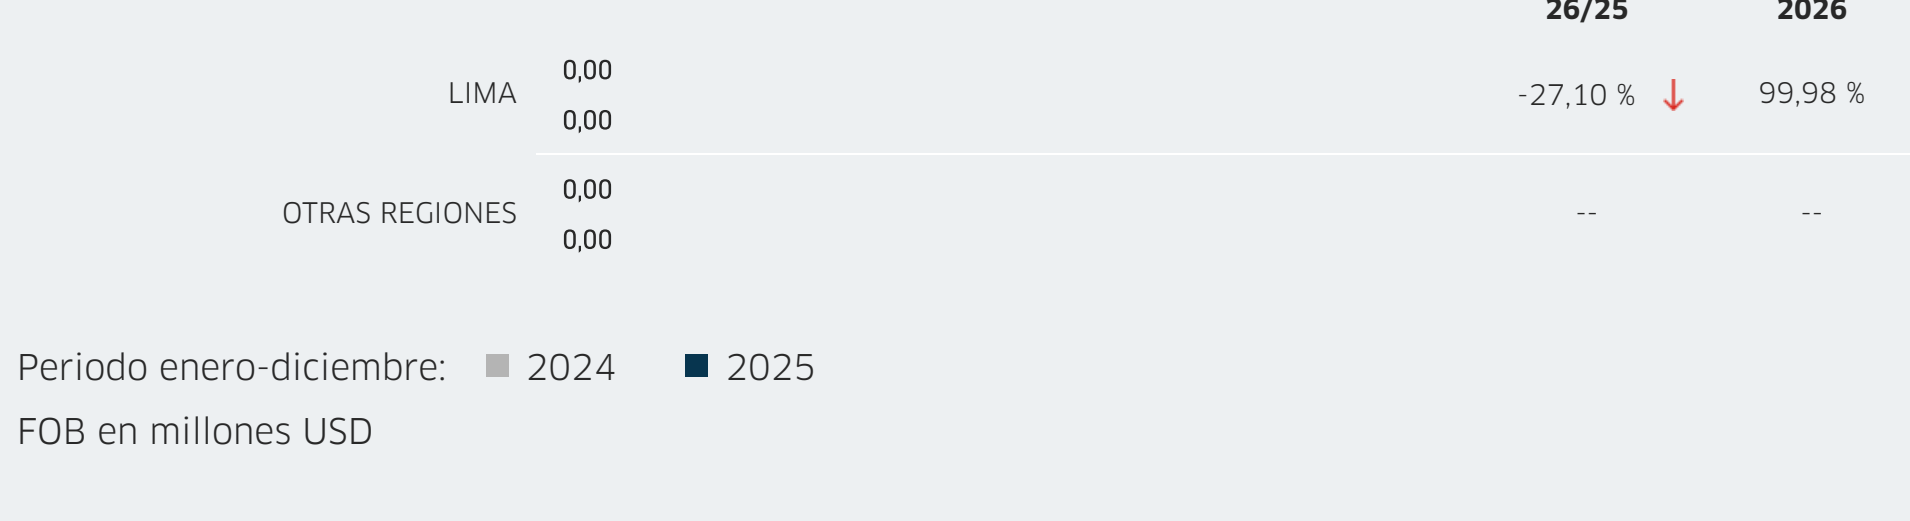 26/25 2026
0,00
LIMA -27,10 % 99,98 %
0,00
0,00
OTRAS REGIONES -- --
0,00
Periodo enero-diciembre: 2024 2025
FOB en millones USD